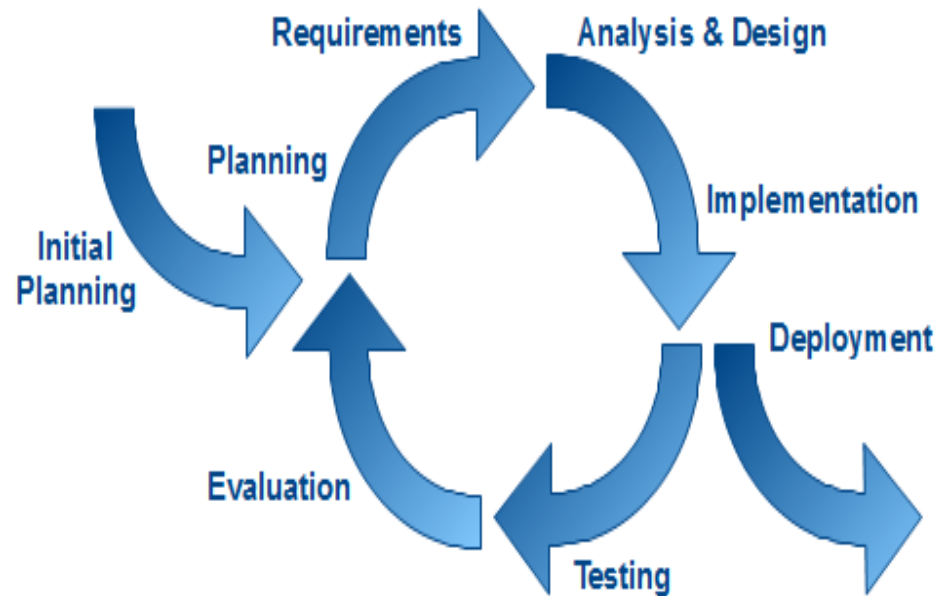 Requirements
Analysis & Design
Planning
Implementation
Initial
Planning
Deployment
Evaluation
Testing